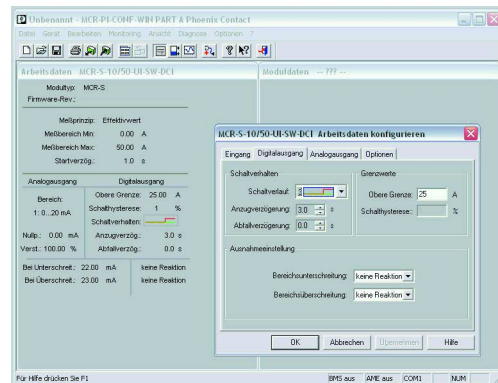 Unbenannt - MCR-PI-CONF-WIN PART A Phoenix Contact
Datei Gerät Bearbeiten Monitoring Ansicht Diagnose Optionen ?
Arbeitsdaten MCR-S-10/50-UI-SW-DCI
Moduldaten -- ??? --
Modultyp: MCR-S
Firmware-Rev.:
Meßprinzip: Effektivwert
Meßbereich Min: 0.00 A
Meßbereich Max: 50.00 A
Startverzög.: 1.0 s
Analogausgang Digitalausgang
Bereich:
1: 0...20 mA
Nullp.: 0.00 mA
Verst.: 100.00 %
Obere Grenze: 25.00 A
Schalthysterese: 1 %
Schaltverhalten:
Anzugverzög.: 3.0 s
Abfallverzög.: 0.0 s
Bei Unterschreit.: 22.00 mA keine Reaktion
Bei Überschreit.: 23.00 mA keine Reaktion
MCR-S-10/50-UI-SW-DCI Arbeitsdaten konfigurieren
Eingang Digitalausgang Analogausgang Optionen
Schaltverhalten
Schaltverlauf:
Anzugverzögerung: 3.0 s
Abfallverzögerung: 0.0 s
Grenzwerte
Obere Grenze: 25 A
Schalthysterese: %
Ausnahmeeinstellung
Bereichsunterschreitung: keine Reaktion
Bereichsüberschreitung: keine Reaktion
OK Abbrechen Übernehmen Hilfe
Für Hilfe drücken Sie F1
BMS aus AME aus COM1 NUM